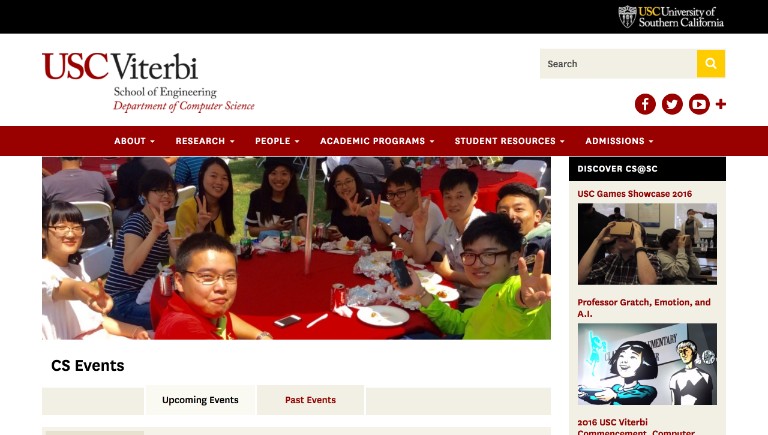 USC University of
Southern California
USC Viterbi
School of Engineering
Department of Computer Science
Search
ABOUT
RESEARCH
PEOPLE
ACADEMIC PROGRAMS
STUDENT RESOURCES
ADMISSIONS
DISCOVER CS@SC
USC Games Showcase 2016
Professor Gratch, Emotion, and
A.I.
CS Events
Upcoming Events
Past Events
2016 USC Viterbi
Commencement, Computer